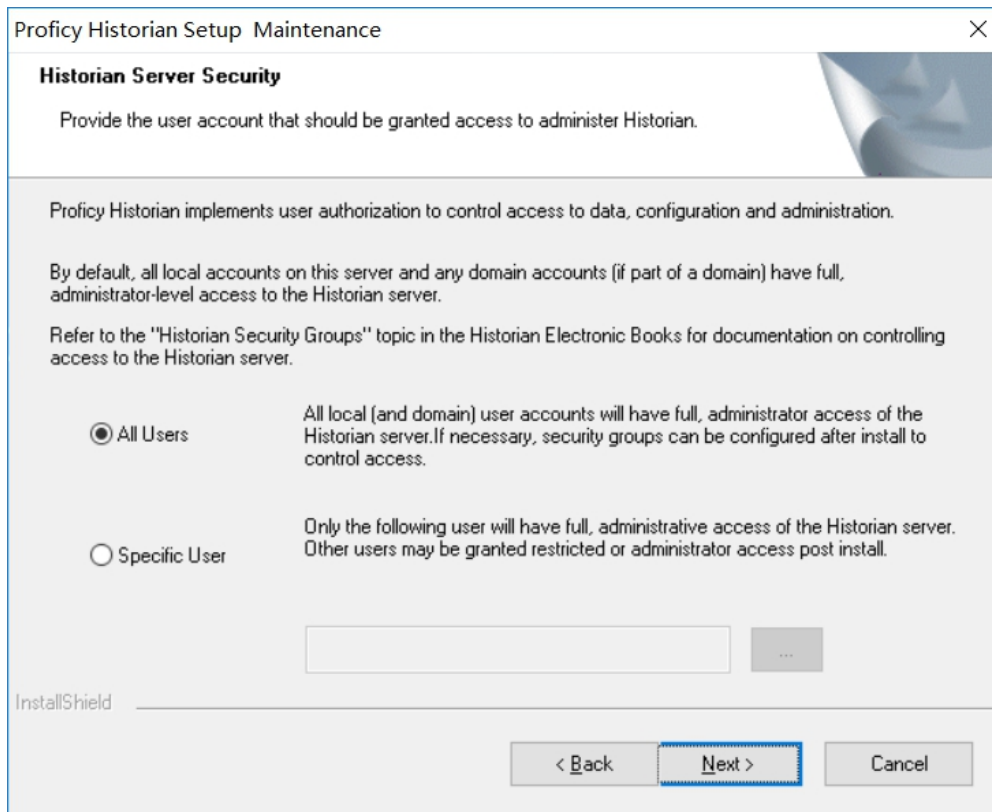 Proficy Historian Setup  Maintenance
Historian Server Security
Provide the user account that should be granted access to administer Historian.
Proficy Historian implements user authorization to control access to data, configuration and administration.
By default, all local accounts on this server and any domain accounts (if part of a domain) have full,
administrator-level access to the Historian server.
Refer to the "Historian Security Groups" topic in the Historian Electronic Books for documentation on controlling
access to the Historian server.
All Users
All local (and domain) user accounts will have full, administrator access of the
Historian server.If necessary, security groups can be configured after install to
control access.
Specific User
Only the following user will have full, administrative access of the Historian server.
Other users may be granted restricted or administrator access post install.
...
InstallShield
< Back
Next >
Cancel